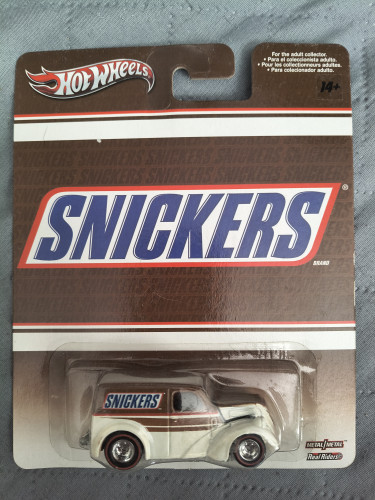 HOT WHEELS
For the adult collector.
• Para el coleccionista adulto.
• Pour les collectionneurs adultes.
• Para colecionador adulto.
14+
SNICKERS®
BRAND
SNICKERS
METAL/METAL
Real Riders